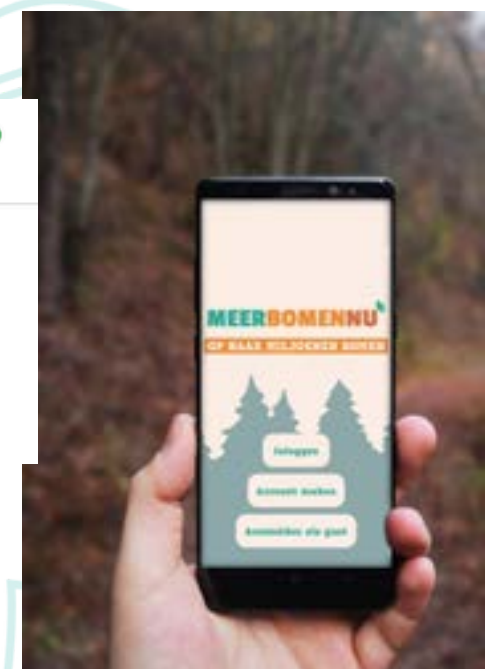 MEERBOMENNU
OP NAAR MILJOENEN BOMEN
Inloggen
Account maken
Aanmelden als gast